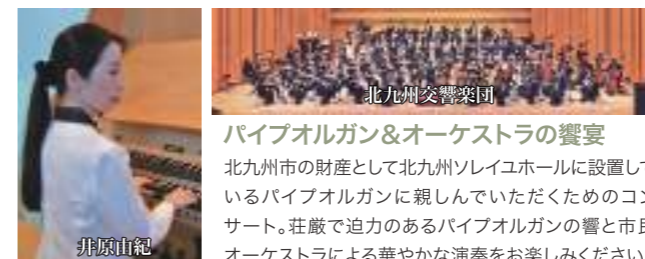 北九州交響楽団
井原由紀
パイプオルガン&オーケストラの饗宴
北九州市の財産として北九州ソレイユホールに設置して
いるパイプオルガンに親しんでいただくためのコン
サート。荘厳で迫力のあるパイプオルガンの響と市民
オーケストラによる華やかな演奏をお楽しみください